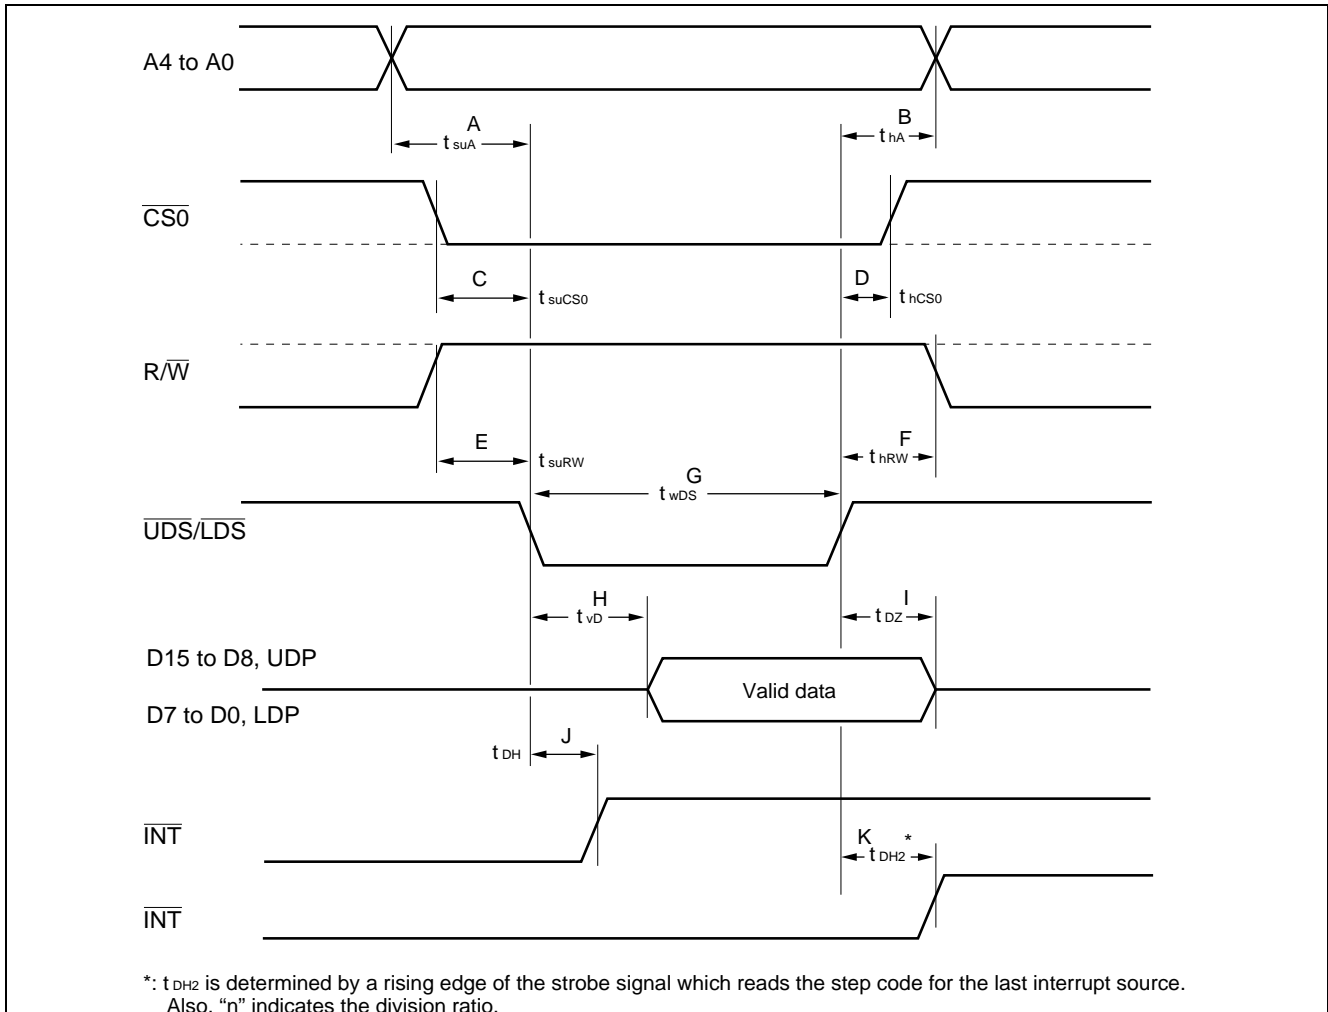 A4 to A0
A
t suA
B
t hA
CS0
C
t suCS0
D
t hCS0
R/W
E
t suRW
F
t hRW
G
t wDS
UDS/LDS
H
t vD
I
t DZ
D15 to D8, UDP
Valid data
D7 to D0, LDP
J
t DH
INT
K *
t DH2
INT
*: t DH2 is determined by a rising edge of the strobe signal which reads the step code for the last interrupt source.
Also, “n” indicates the division ratio.